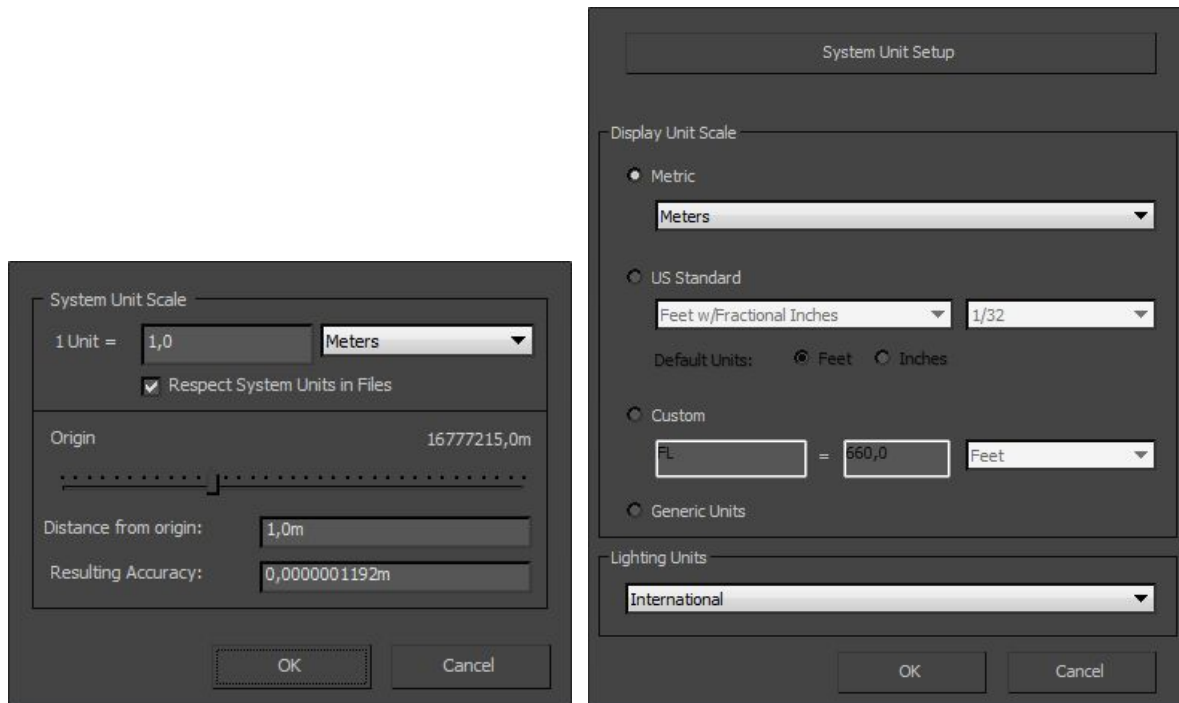 System Unit Scale
1 Unit = 1,0 Meters
Respect System Units in Files
Origin 16777215,0m
Distance from origin: 1,0m
Resulting Accuracy: 0,0000001192m
OK Cancel
System Unit Setup
Display Unit Scale
Metric
Meters
US Standard
Feet w/Fractional Inches 1/32
Default Units: Feet Inches
Custom
FL = 660,0 Feet
Generic Units
Lighting Units
International
OK Cancel